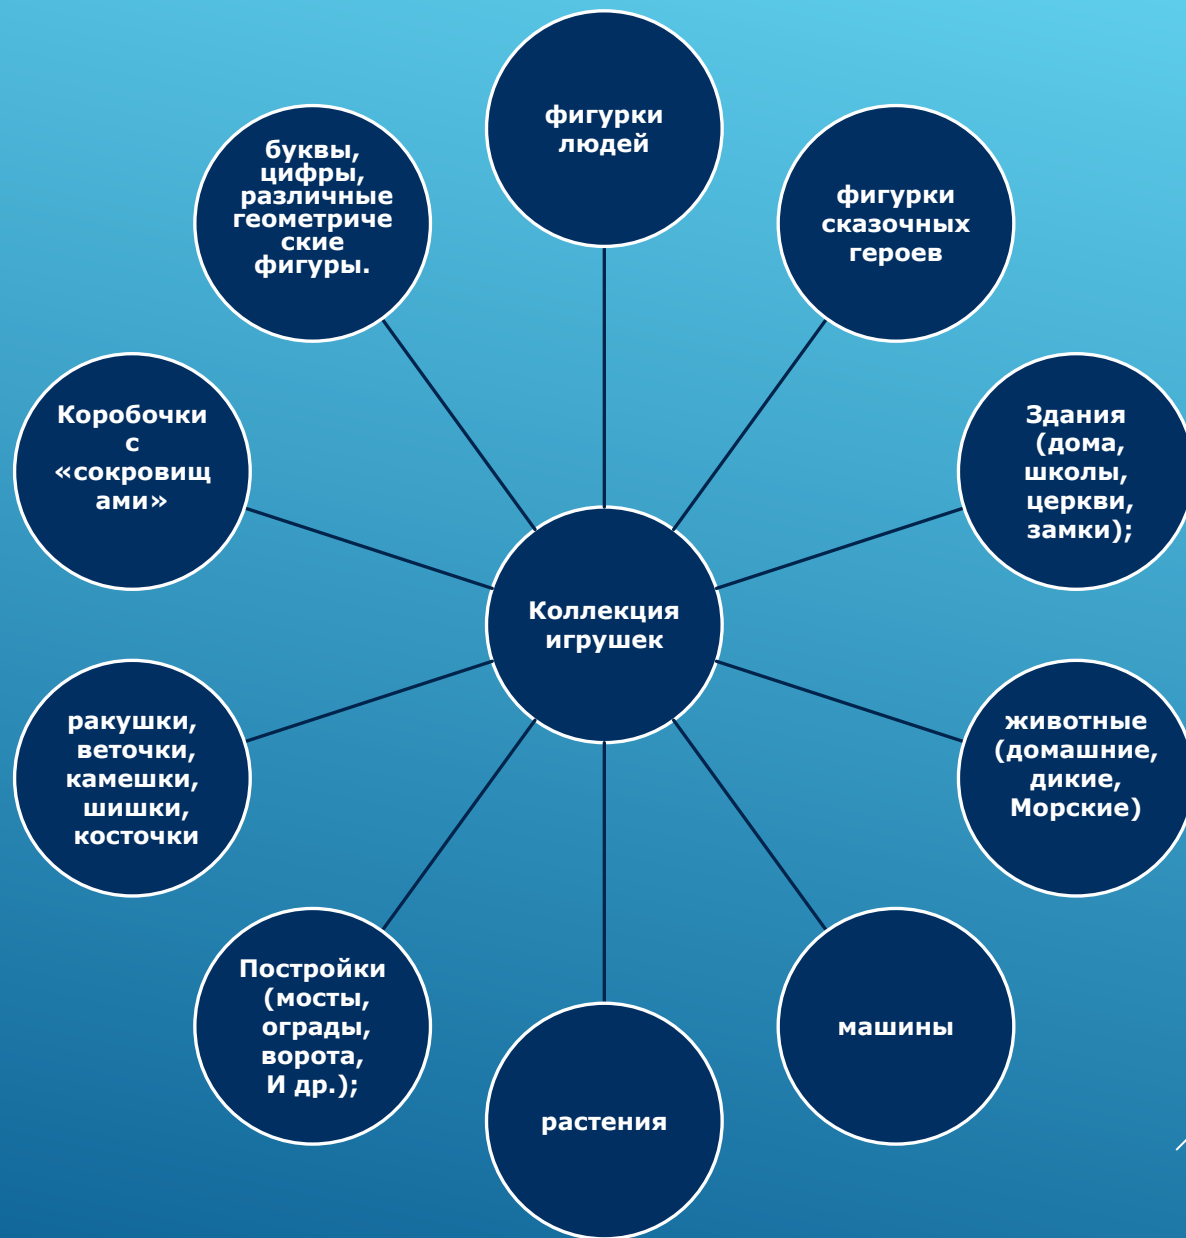 фигурки
людей
фигурки
сказочных
героев
Здания
(дома,
школы,
церкви,
замки);
животные
(домашние,
дикие,
Морские)
машины
растения
Постройки
(мосты,
ограды,
ворота,
И др.);
ракушки,
веточки,
камешки,
шишки,
косточки
Коробочки
с
«сокровищ
ами»
буквы,
цифры,
различные
геометриче
ские
фигуры.
Коллекция
игрушек